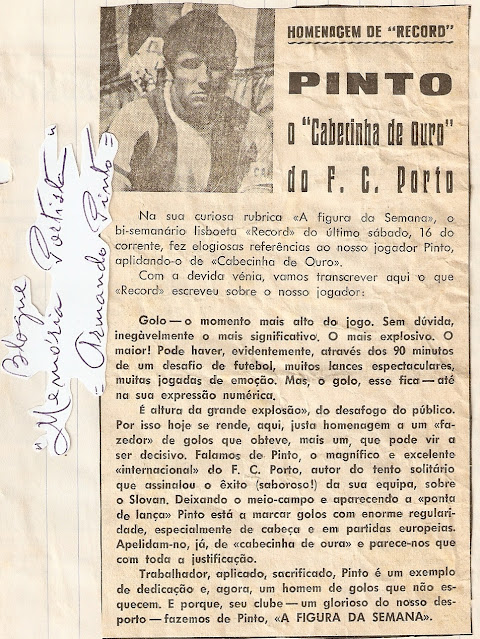 HOMENAGEM DE "RECORD"
PINTO
o "Cabecinha de Ouro"
do F. C. Porto
Na sua curiosa rubrica «A figura da Semana», o
bi-semanário lisboeta «Record» do último sábado, 16 do
corrente, fez elogiosas referências ao nosso jogador Pinto,
aplidando-o de «Cabecinha de Ouro».
Com a devida vénia, vamos transcrever aqui o que
«Record» escreveu sobre o nosso jogador:
Golo — o momento mais alto do jogo. Sem dúvida,
inegàvelmente o mais significativo. O mais explosivo. O
maior! Pode haver, evidentemente, através dos 90 minutos
de um desafio de futebol, muitos lances espectaculares,
muitas jogadas de emoção. Mas, o golo, esse fica — até
na sua expressão numérica.
É altura da grande explosão», do desafogo do público.
Por isso hoje se rende, aqui, justa homenagem a um «fa-
zedor» de golos que obteve, mais um, que pode vir a
ser decisivo. Falamos de Pinto, o magnífico e excelente
«internacional» do F. C. Porto, autor do tento solitário
que assinalou o êxito (saboroso!) da sua equipa, sobre
o Slovan. Deixando o meio-campo e aparecendo a «ponta
de lança» Pinto está a marcar golos com enorme regulari-
dade, especialmente de cabeça e em partidas europeias.
Apelidam-no, já, de «cabecinha de oura» e parece-nos que
com toda a justificação.
Trabalhador, aplicado, sacrificado, Pinto é um exemplo
de dedicação e, agora, um homem de golos que não es-
quecem. E porque, seu clube — um glorioso do nosso des-
porto — fazemos de Pinto, «A FIGURA DA SEMANA».
Blogue
"Memória Portista"
= Armando Pinto =